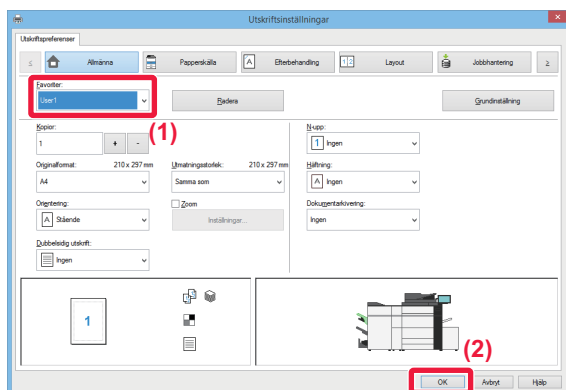 Utskriftsinställningar
Utskriftspreferenser
Allmänna
Papperskälla
Efterbehandling
Layout
Jobbhantering
Favoriter:
User1
Radera
Grundinställning
(1)
Kopior:
1
+
-
N-upp:
1 Ingen
Originalformat: 210 x 297 mm
Utmatningsstorlek: 210 x 297 mm
Häftning:
A4
Samma som
A Ingen
Orientering:
Zoom
Dokumentarkivering:
A Stående
Inställningar...
Ingen
Dubbelsidig utskrift:
Ingen
1
(2)
OK
Avbryt
Hjälp